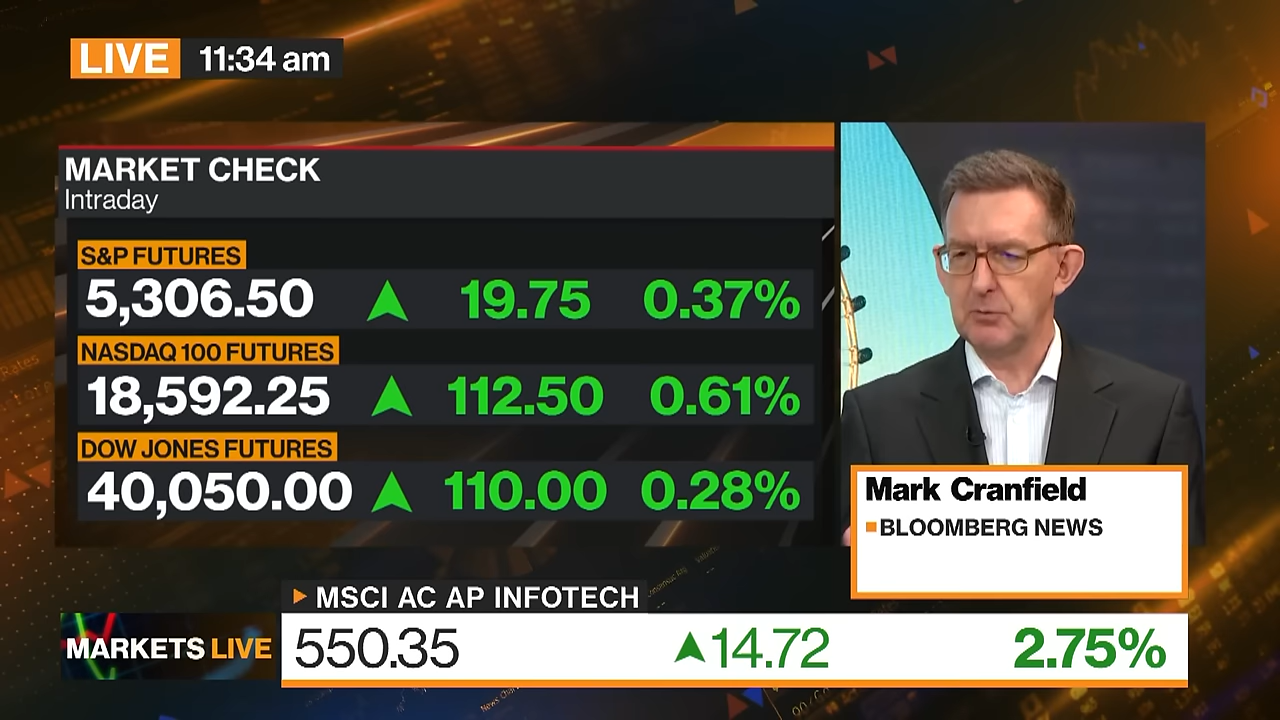 LIVE 11:34 am
MARKET CHECK
Intraday
S&P FUTURES
5,306.50 ▲ 19.75 0.37%
NASDAQ 100 FUTURES
18,592.25 ▲ 112.50 0.61%
DOW JONES FUTURES
40,050.00 ▲ 110.00 0.28%
Mark Cranfield
BLOOMBERG NEWS
MSCI AC AP INFOTECH
MARKETS LIVE
550.35 ▲14.72 2.75%